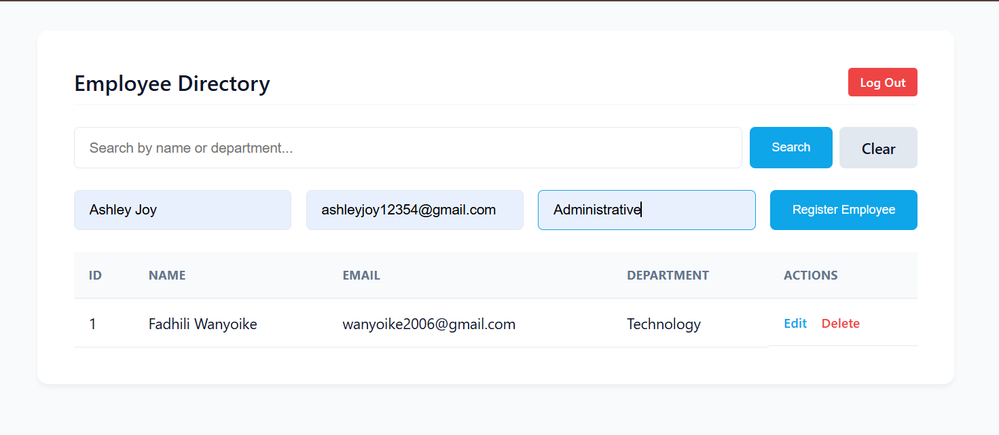 Employee Directory
Log Out
Search by name or department...
Search
Clear
Ashley Joy
ashleyjoy12354@gmail.com
Administrative
Register Employee
ID NAME EMAIL DEPARTMENT ACTIONS
1 Fadhili Wanyoike wanyoike2006@gmail.com Technology Edit Delete